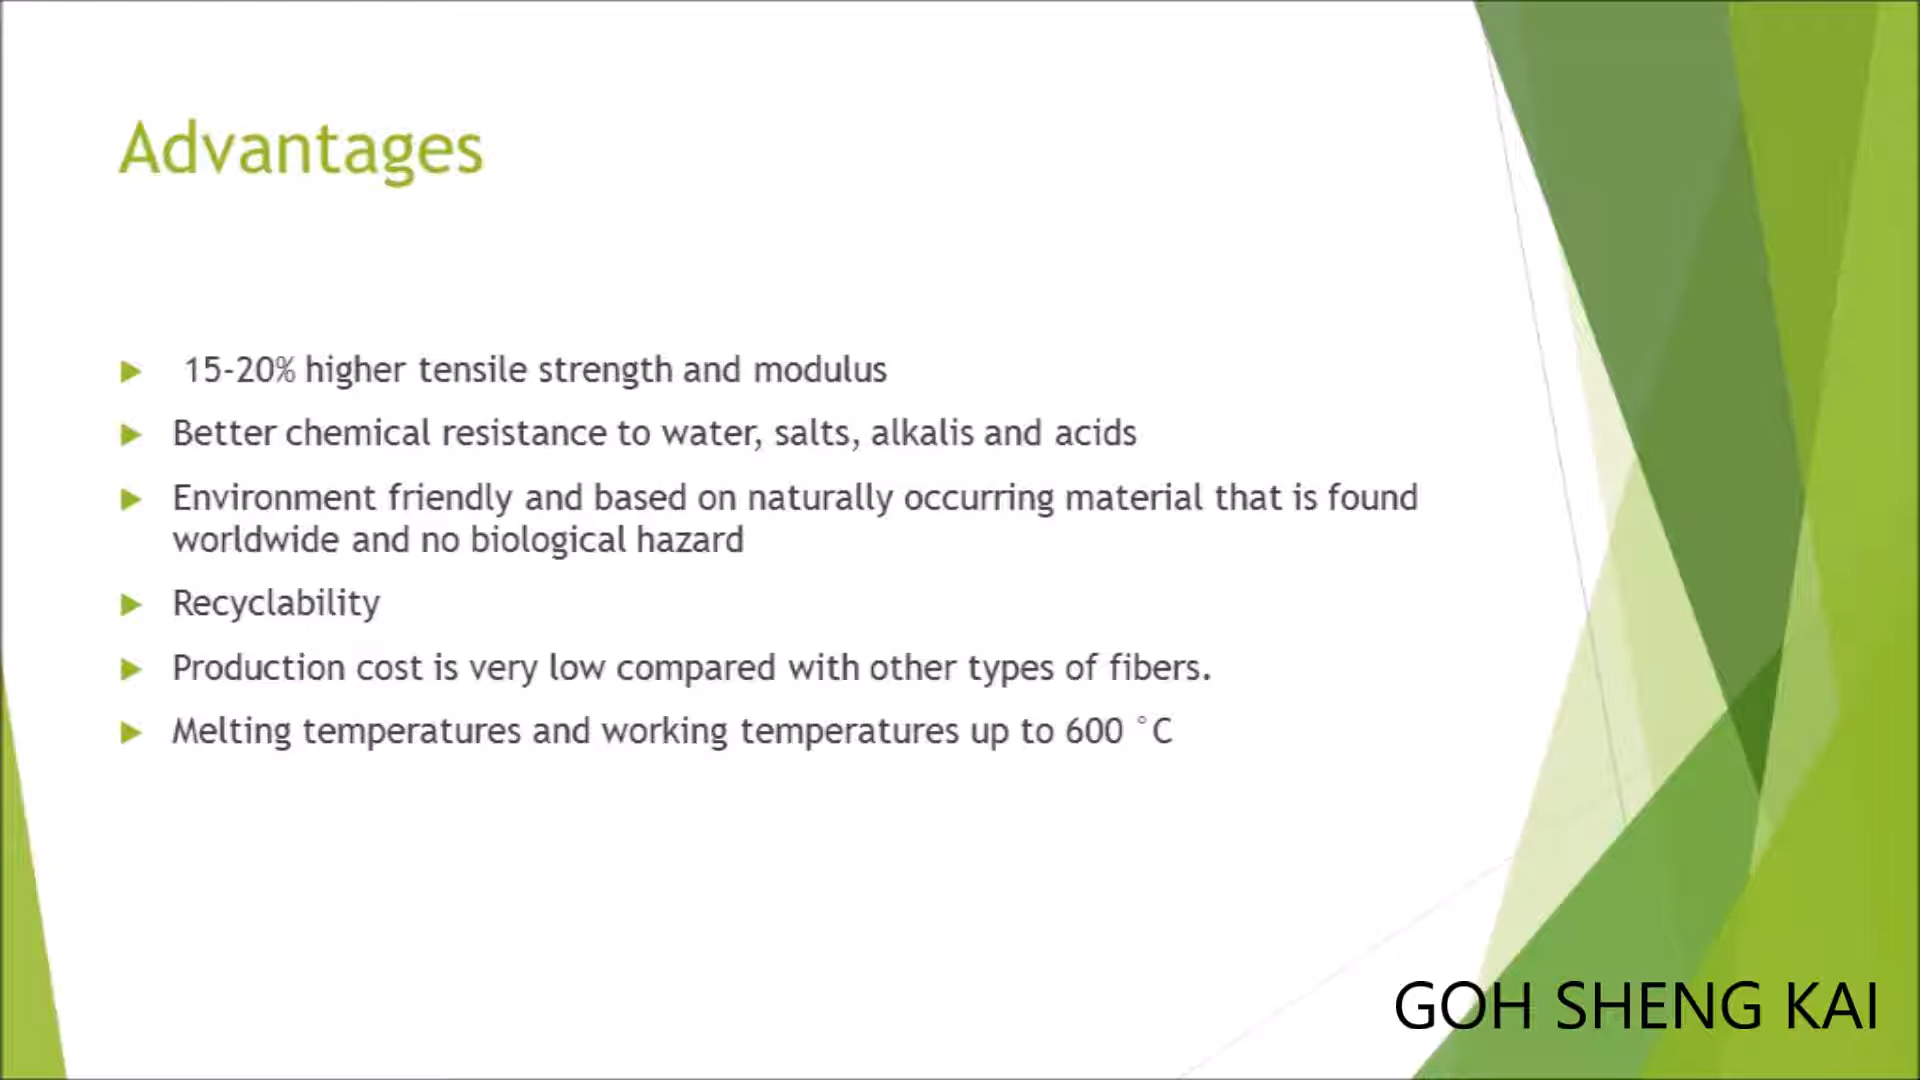 Advantages
15-20% higher tensile strength and modulus
Better chemical resistance to water, salts, alkalis and acids
Environment friendly and based on naturally occurring material that is found
worldwide and no biological hazard
Recyclability
Production cost is very low compared with other types of fibers.
Melting temperatures and working temperatures up to 600 °C
GOH SHENG KAI